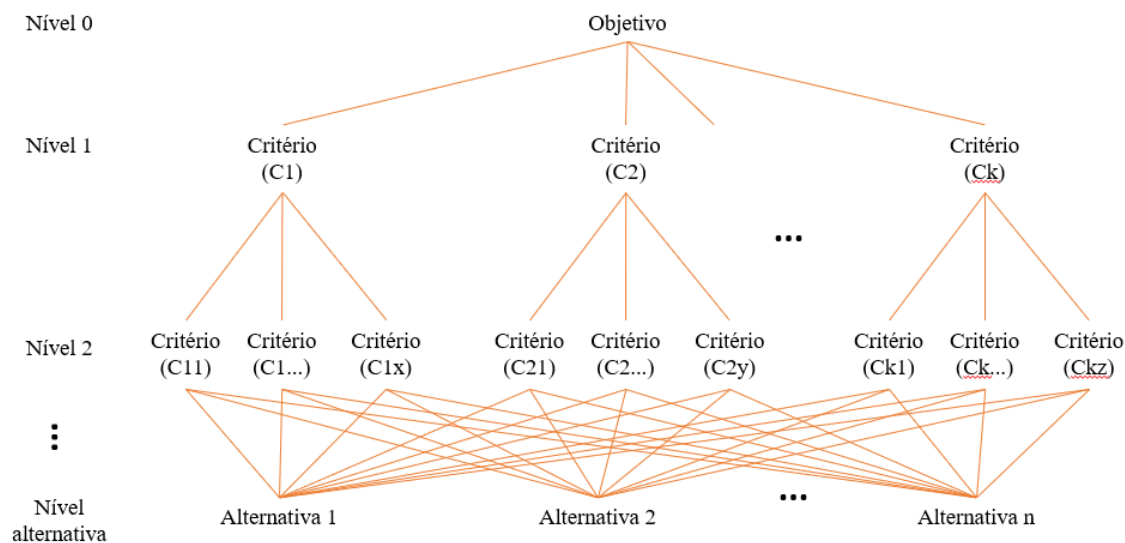 Nível 0
Objetivo
Nível 1
Critério
(C1)
Critério
(C2)
Critério
(Ck)
...
Nível 2
Critério
(C11)
Critério
(C1...)
Critério
(C1x)
Critério
(C21)
Critério
(C2...)
Critério
(C2y)
Critério
(Ck1)
Critério
(Ck...)
Critério
(Ckz)
...
...
Nível
alternativa
Alternativa 1
Alternativa 2
Alternativa n